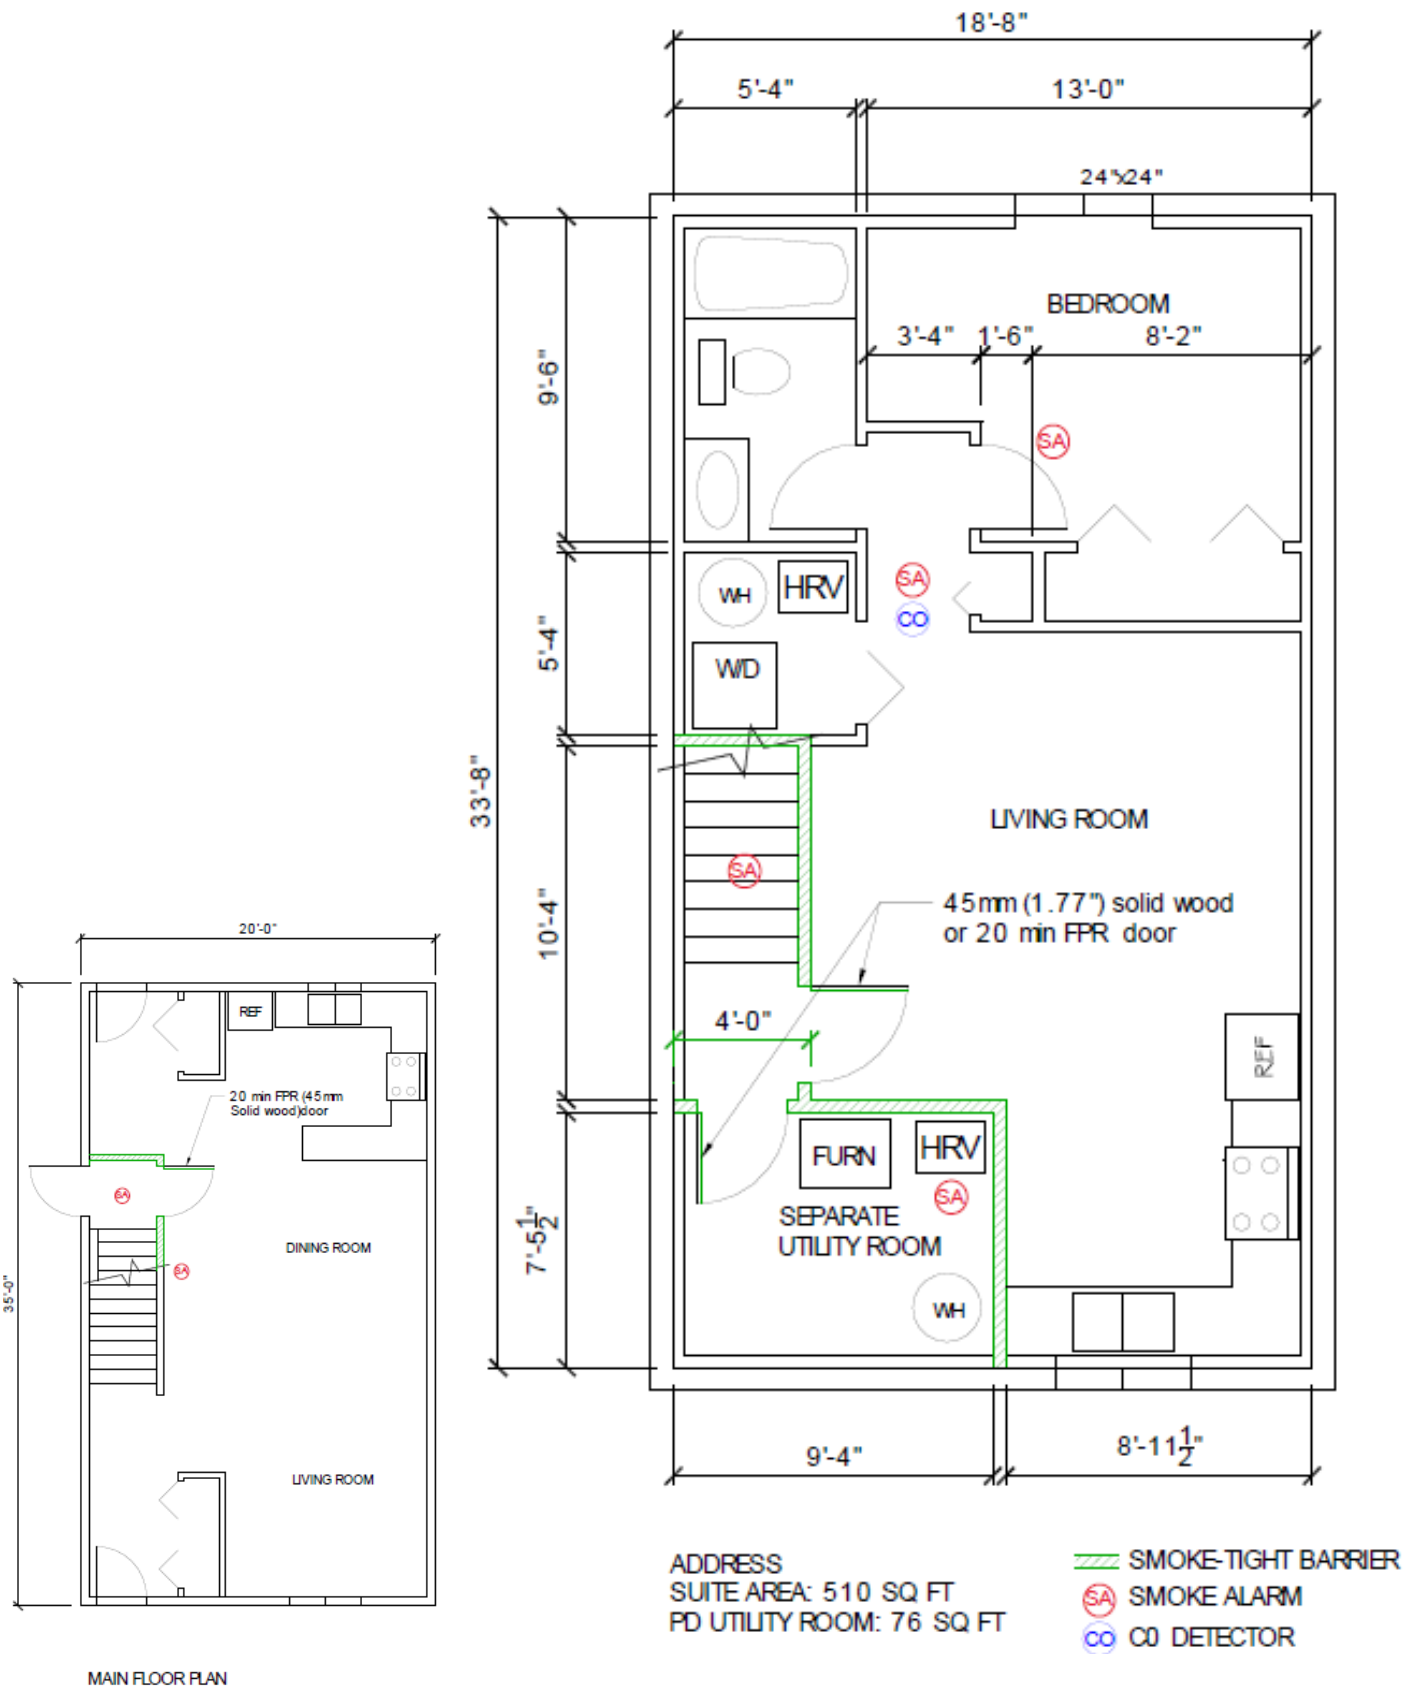 18'-8"
5'-4"
13'-0"
24"x24"
BEDROOM
3'-4"
1'-6"
8'-2"
9'-6"
SA
WH
HRV
SA
CO
5'-4"
W/D
33'-8"
LIVING ROOM
SA
10'-4"
45mm (1.77") solid wood
or 20 min FPR door
4'-0"
REF
FURN
HRV
SA
SEPARATE
UTILITY ROOM
7'-5 1/2"
WH
9'-4"
8'-11 1/2"
20'-0"
REF
20 min FPR (45mm
Solid wood)door
SA
DINING ROOM
SA
35'-0"
LIVING ROOM
MAIN FLOOR PLAN
ADDRESS
SUITE AREA: 510 SQ FT
PD UTILITY ROOM: 76 SQ FT
SMOKE-TIGHT BARRIER
SA SMOKE ALARM
CO C0 DETECTOR